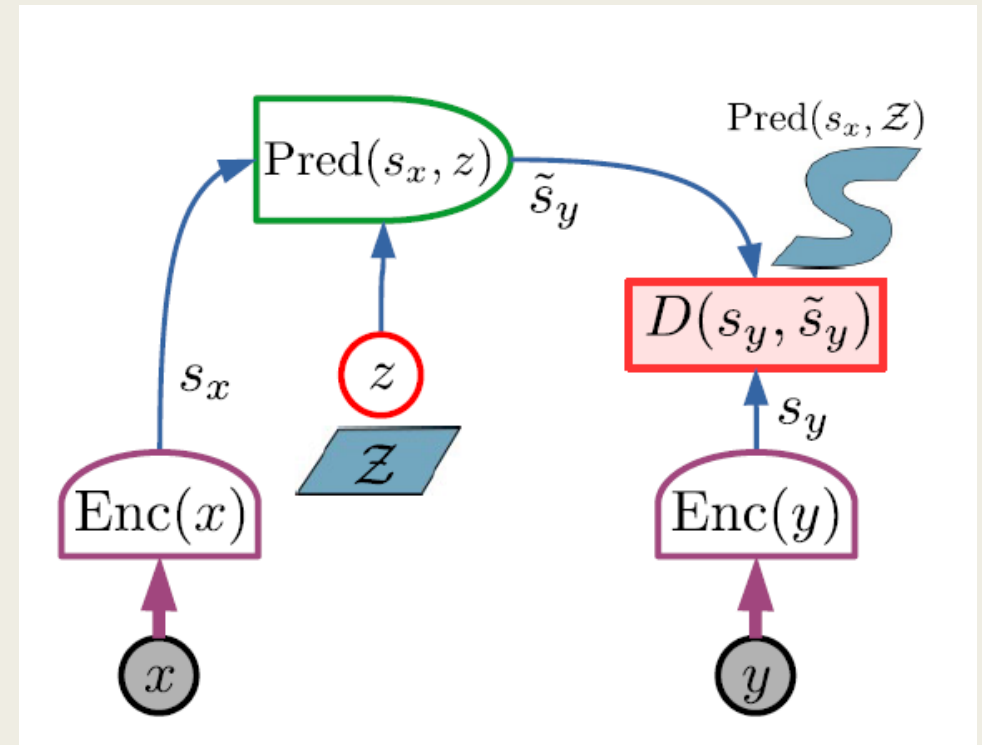 Pred(s_x, 𝒵)
Pred(s_x, z)
s̃_y
D(s_y, s̃_y)
z
s_x
s_y
𝒵
Enc(x)
Enc(y)
x
y